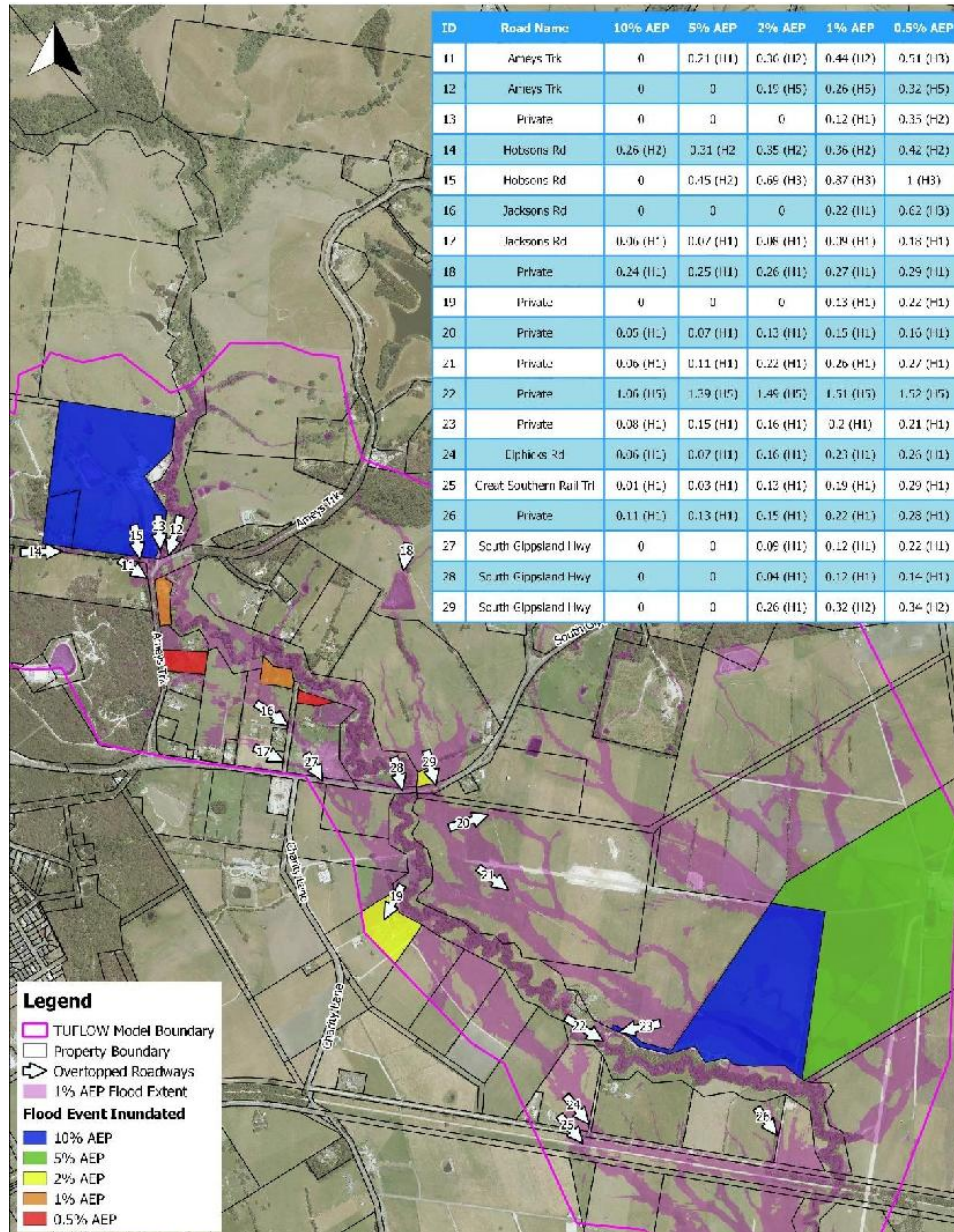 ID Road Name 10% AEP 5% AEP 2% AEP 1% AEP 0.5% AEP
11 Ameys Trk 0 0.21 (H1) 0.36 (H2) 0.44 (H2) 0.51 (H3)
12 Ameys Trk 0 0 0.19 (H5) 0.26 (H5) 0.32 (H5)
13 Private 0 0 0 0.12 (H1) 0.35 (H2)
14 Hobsons Rd 0.26 (H2) 0.31 (H2 0.35 (H2) 0.36 (H2) 0.42 (H2)
15 Hobsons Rd 0 0.45 (H2) 0.69 (H3) 0.87 (H3) 1 (H3)
16 Jacksons Rd 0 0 0 0.22 (H1) 0.62 (H3)
17 Jacksons Rd 0.06 (H1) 0.07 (H1) 0.08 (H1) 0.09 (H1) 0.18 (H1)
18 Private 0.24 (H1) 0.25 (H1) 0.26 (H1) 0.27 (H1) 0.29 (H1)
19 Private 0 0 0 0.13 (H1) 0.22 (H1)
20 Private 0.05 (H1) 0.07 (H1) 0.13 (H1) 0.15 (H1) 0.16 (H1)
21 Private 0.06 (H1) 0.11 (H1) 0.22 (H1) 0.26 (H1) 0.27 (H1)
22 Private 1.06 (H5) 1.39 (H5) 1.49 (H5) 1.51 (H5) 1.52 (H5)
23 Private 0.08 (H1) 0.15 (H1) 0.16 (H1) 0.2 (H1) 0.21 (H1)
24 Elphicks Rd 0.06 (H1) 0.07 (H1) 0.16 (H1) 0.23 (H1) 0.26 (H1)
25 Great Southern Rail Trl 0.01 (H1) 0.03 (H1) 0.13 (H1) 0.19 (H1) 0.29 (H1)
26 Private 0.11 (H1) 0.13 (H1) 0.15 (H1) 0.22 (H1) 0.28 (H1)
27 South Gippsland Hwy 0 0 0.09 (H1) 0.12 (H1) 0.22 (H1)
28 South Gippsland Hwy 0 0 0.04 (H1) 0.12 (H1) 0.14 (H1)
29 South Gippsland Hwy 0 0 0.26 (H1) 0.32 (H2) 0.34 (H2)
Ameys Trk
15
13
12
14
18
11
Ameys Trk
South
16
17
27
28
29
20
Charity Lane
21
19
22
23
Charity Lane
24
25
26
Legend
TUFLOW Model Boundary
Property Boundary
Overtopped Roadways
1% AEP Flood Extent
Flood Event Inundated
10% AEP
5% AEP
2% AEP
1% AEP
0.5% AEP